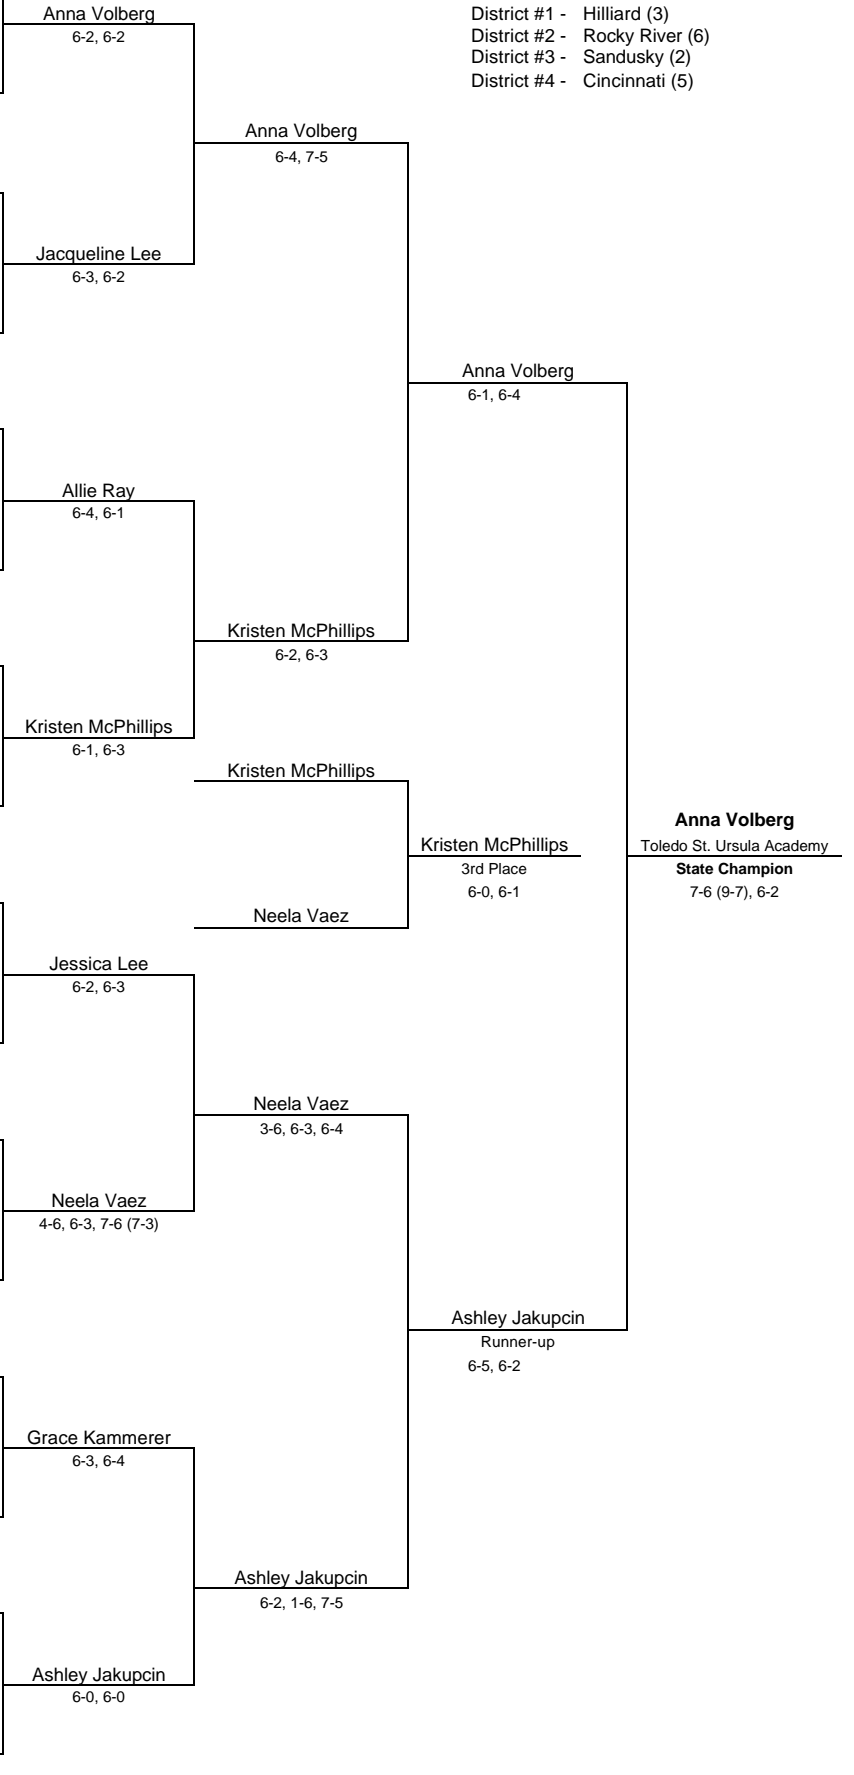 Anna Volberg
6-2, 6-2
District #1 - Hilliard (3)
District #2 - Rocky River (6)
District #3 - Sandusky (2)
District #4 - Cincinnati (5)
Anna Volberg
6-4, 7-5
Jacqueline Lee
6-3, 6-2
Anna Volberg
6-1, 6-4
Allie Ray
6-4, 6-1
Kristen McPhillips
6-2, 6-3
Kristen McPhillips
6-1, 6-3
Kristen McPhillips
Kristen McPhillips
3rd Place
6-0, 6-1
Anna Volberg
Toledo St. Ursula Academy
State Champion
7-6 (9-7), 6-2
Neela Vaez
Jessica Lee
6-2, 6-3
Neela Vaez
3-6, 6-3, 6-4
Neela Vaez
4-6, 6-3, 7-6 (7-3)
Ashley Jakupcin
Runner-up
6-5, 6-2
Grace Kammerer
6-3, 6-4
Ashley Jakupcin
6-2, 1-6, 7-5
Ashley Jakupcin
6-0, 6-0